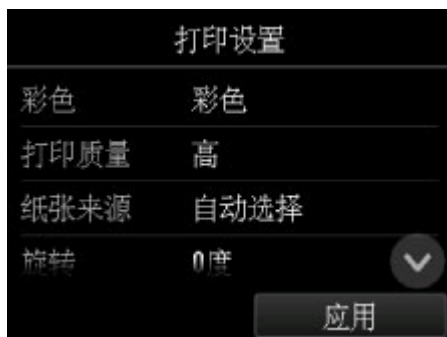 打印设置
彩色 彩色
打印质量 高
纸张来源 自动选择
旋转 0度
应用